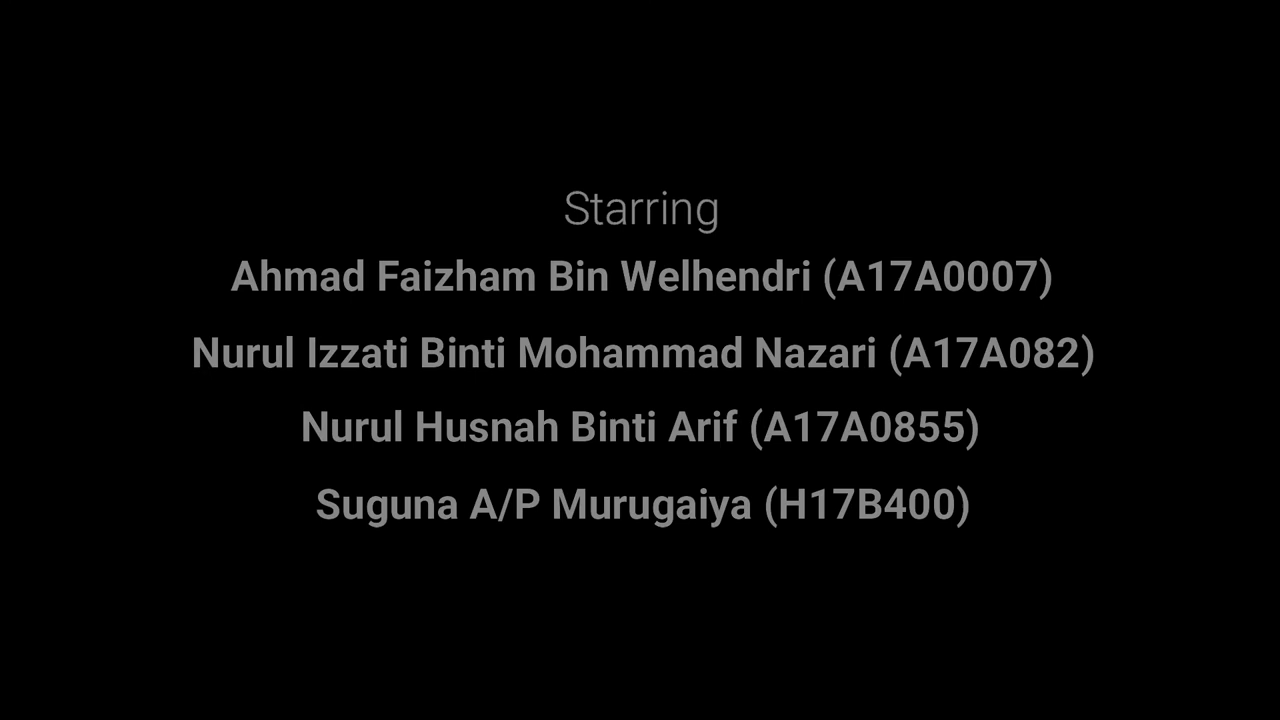 Starring
Ahmad Faizham Bin Welhendri (A17A0007)
Nurul Izzati Binti Mohammad Nazari (A17A082)
Nurul Husnah Binti Arif (A17A0855)
Suguna A/P Murugaiya (H17B400)